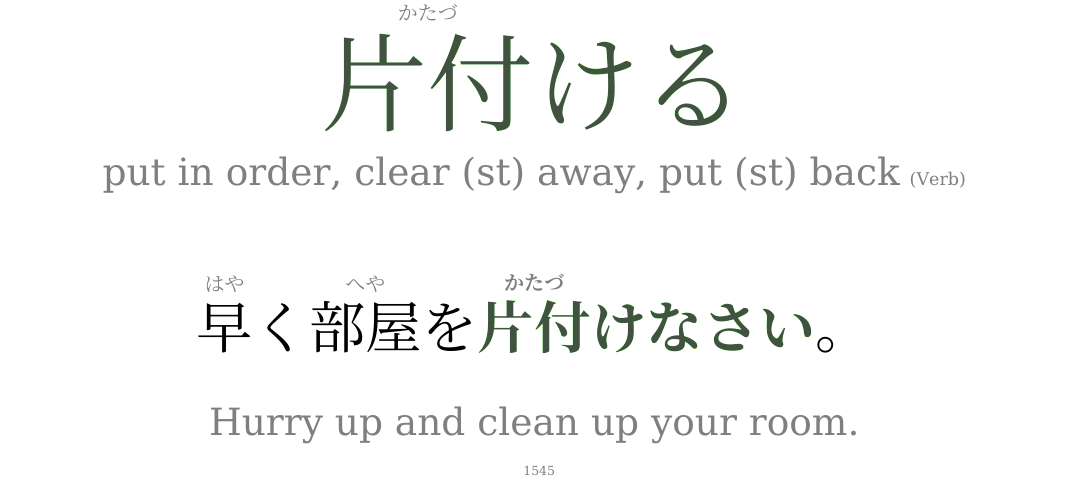 かたづ
片付ける
put in order, clear (st) away, put (st) back (Verb)
はや へや かたづ
早く部屋を片付けなさい。
Hurry up and clean up your room.
1545